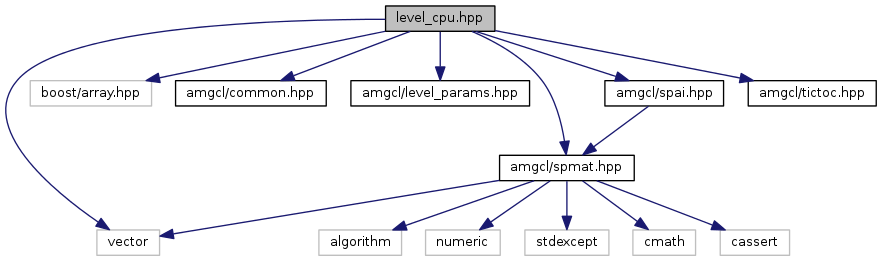 level_cpu.hpp
boost/array.hpp
amgcl/common.hpp
amgcl/level_params.hpp
amgcl/spai.hpp
amgcl/tictoc.hpp
amgcl/spmat.hpp
vector
algorithm
numeric
stdexcept
cmath
cassert